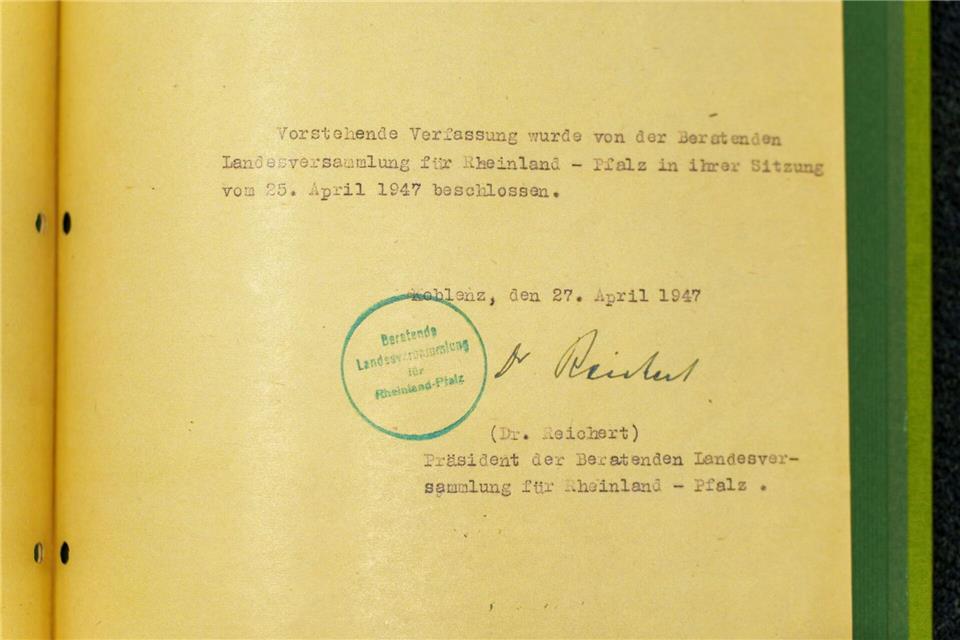 Vorstehende Verfassung wurde von der Beratenden
Landesversammlung für Rheinland - Pfalz in ihrer Sitzung
vom 25. April 1947 beschlossen.
Koblenz, den 27. April 1947
Beratende
Landesversammlung
für
Rheinland-Pfalz
Dr Reichert
(Dr. Reichert)
Präsident der Beratenden Landesver-
sammlung für Rheinland - Pfalz .